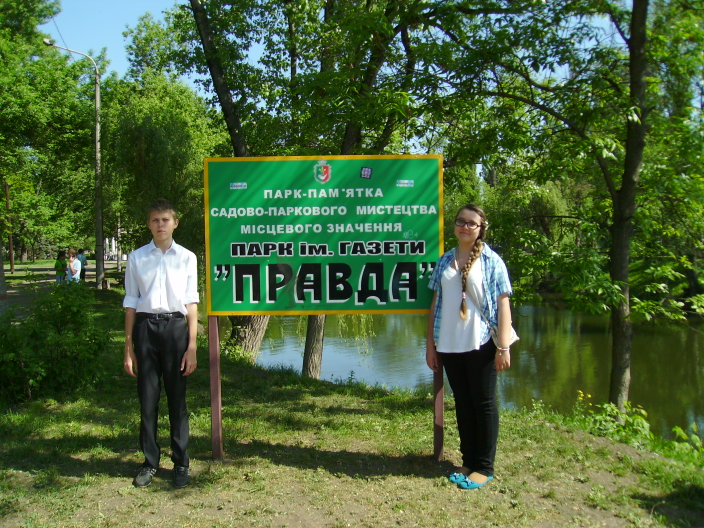 ПАРК-ПАМ'ЯТКА
САДОВО-ПАРКОВОГО МИСТЕЦТВА
МІСЦЕВОГО ЗНАЧЕННЯ
ПАРК ім. ГАЗЕТИ
"ПРАВДА"